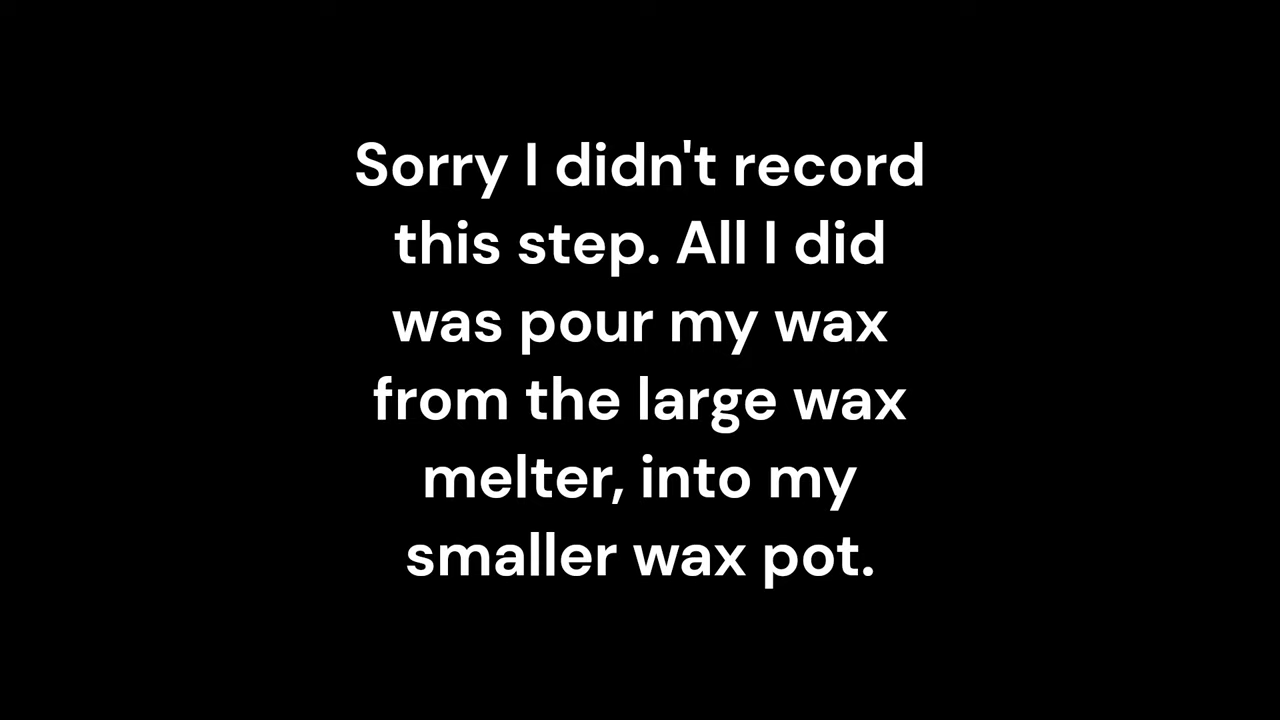 Sorry I didn't record
this step. All I did
was pour my wax
from the large wax
melter, into my
smaller wax pot.